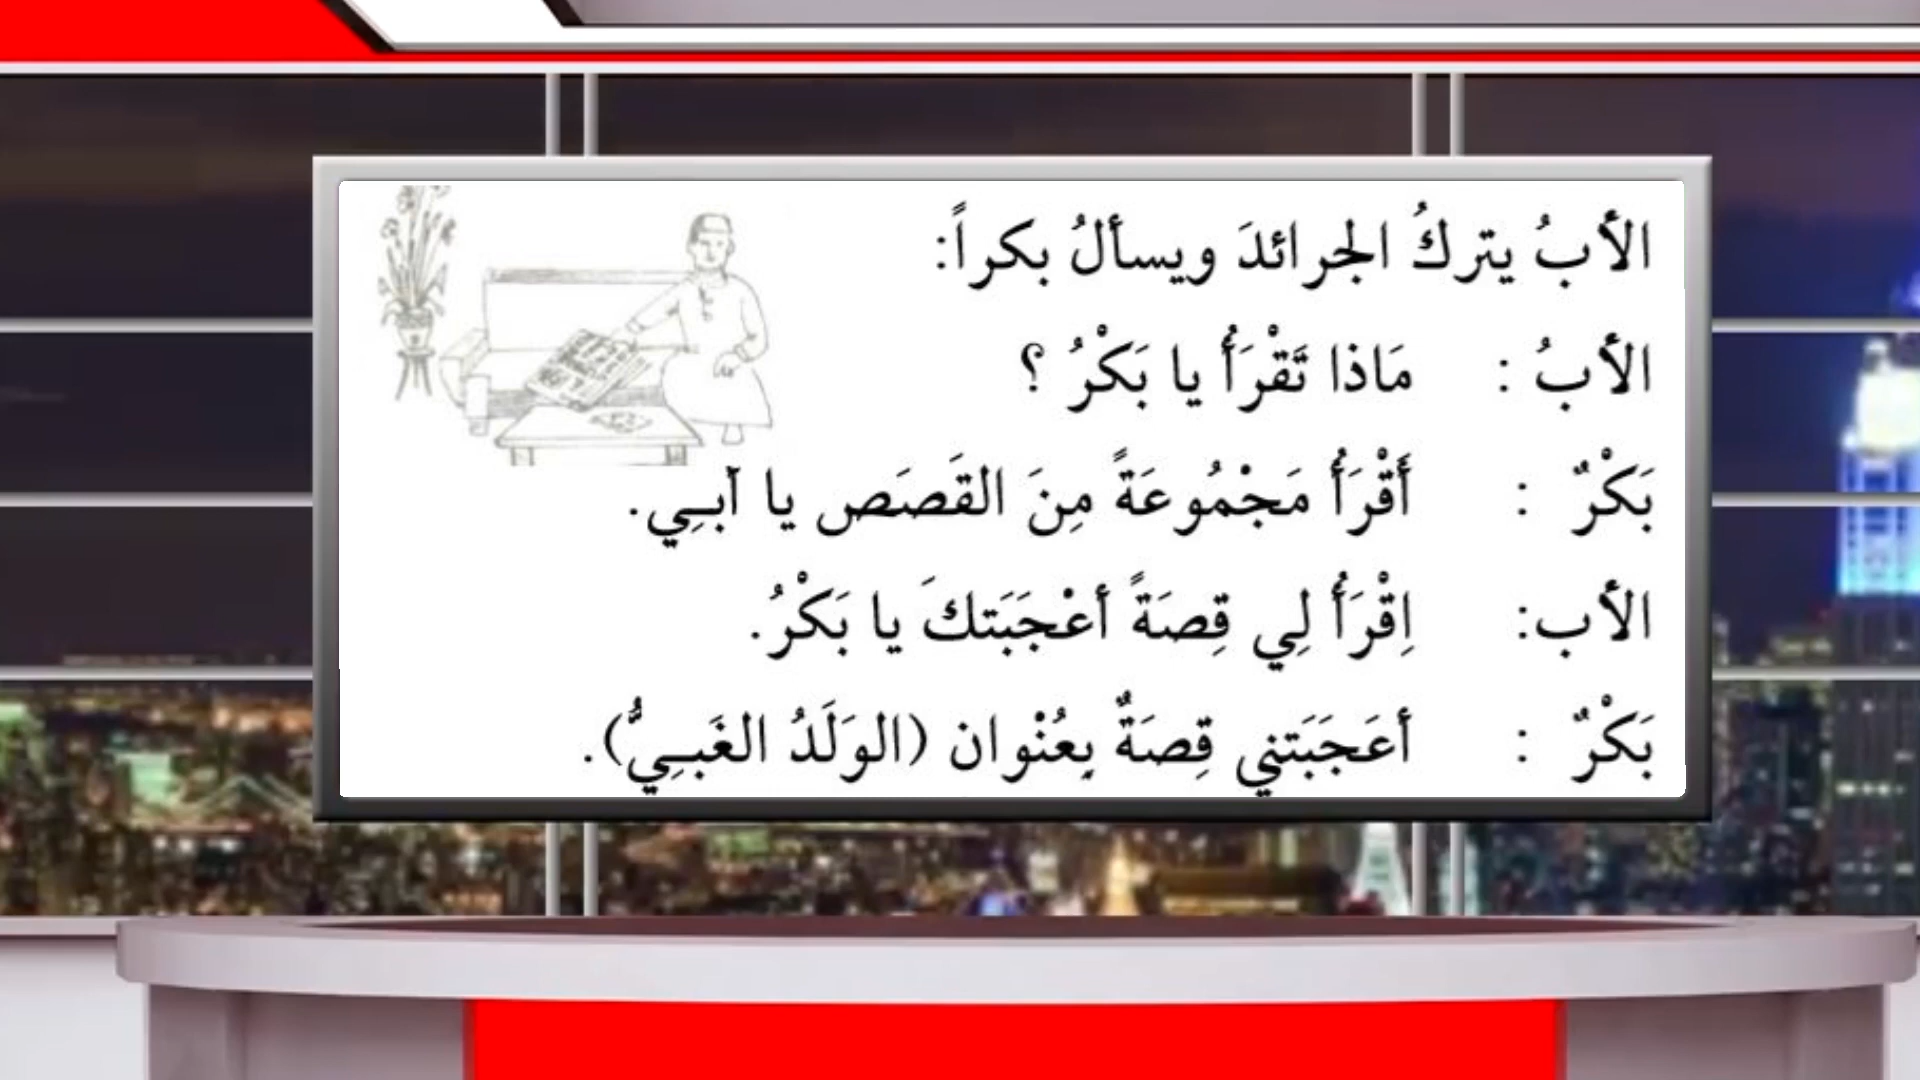 الأبُ يتركُ الجرائدَ ويسألُ بكراً:
الأبُ : مَاذا تَقْرَأُ يا بَكْرُ ؟
بَكْرٌ : أَقْرَأُ مَجْمُوعَةً مِنَ القَصَص يا أبـِي.
الأب: اِقْرَأُ لِي قِصَةً أعْجَبَتكَ يا بَكْرُ.
بَكْرٌ : أعَجَبَتني قِصَةٌ بِعُنْوان (الوَلَدُ الغَبـِيُّ).